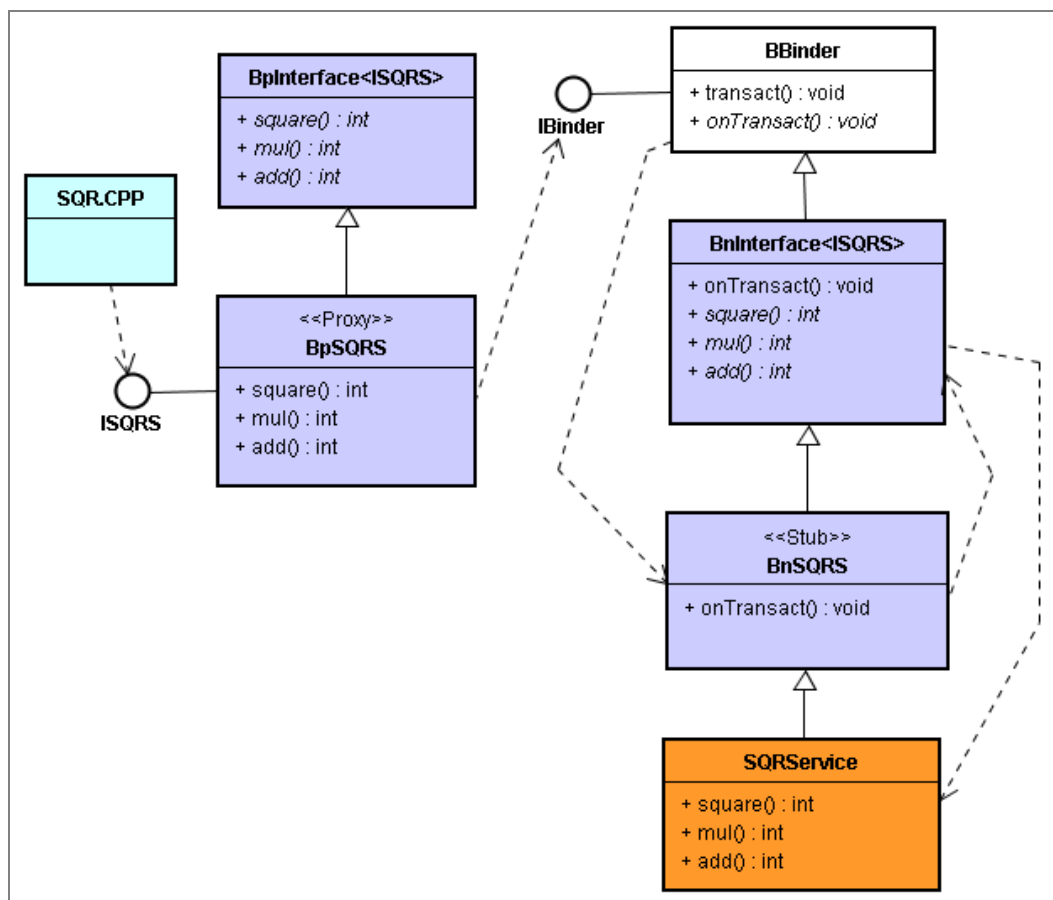 BpInterface<ISQRS>
+ square() : int
+ mul() : int
+ add() : int
SQR.CPP
<<Proxy>>
BpSQRS
+ square() : int
+ mul() : int
+ add() : int
ISQRS
IBinder
BBinder
+ transact() : void
+ onTransact() : void
BnInterface<ISQRS>
+ onTransact() : void
+ square() : int
+ mul() : int
+ add() : int
<<Stub>>
BnSQRS
+ onTransact() : void
SQRService
+ square() : int
+ mul() : int
+ add() : int